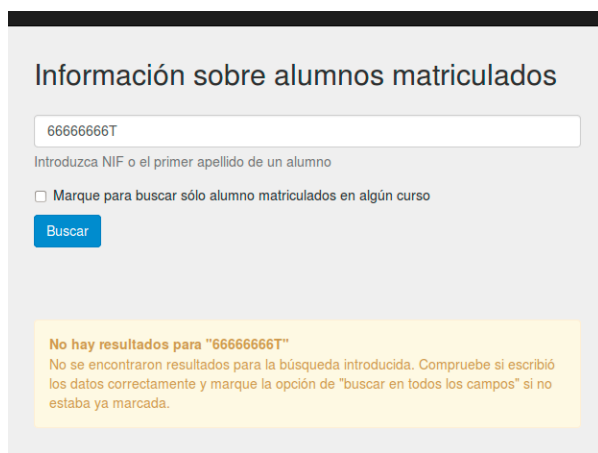 Información sobre alumnos matriculados
66666666T
Introduzca NIF o el primer apellido de un alumno
Marque para buscar sólo alumno matriculados en algún curso
Buscar
No hay resultados para "66666666T"
No se encontraron resultados para la búsqueda introducida. Compruebe si escribió
los datos correctamente y marque la opción de "buscar en todos los campos" si no
estaba ya marcada.